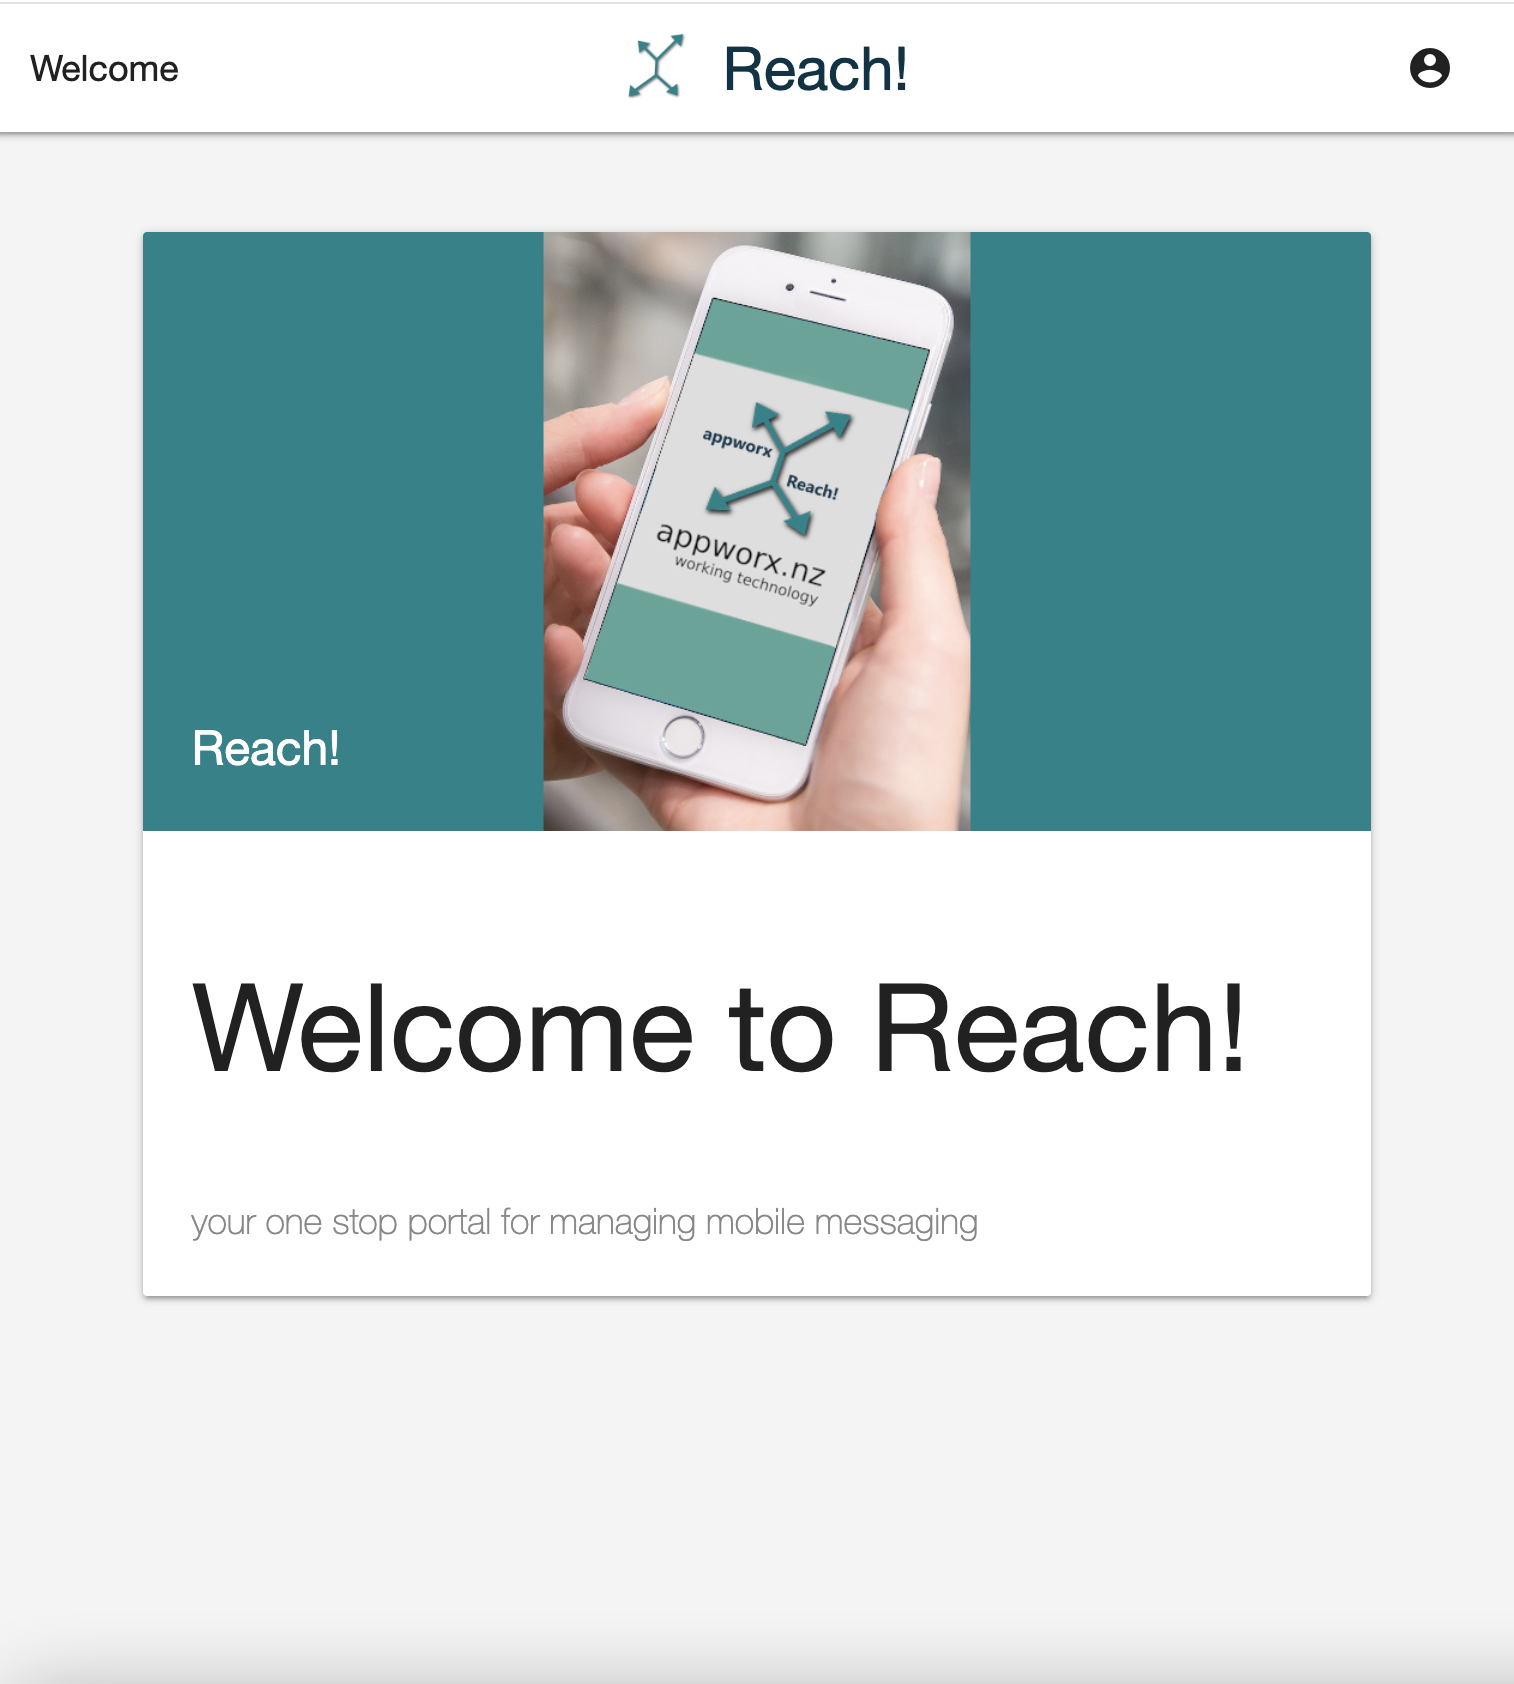 Welcome
Reach!
appworx
Reach!
appworx.nz
working technology
Reach!
Welcome to Reach!
your one stop portal for managing mobile messaging